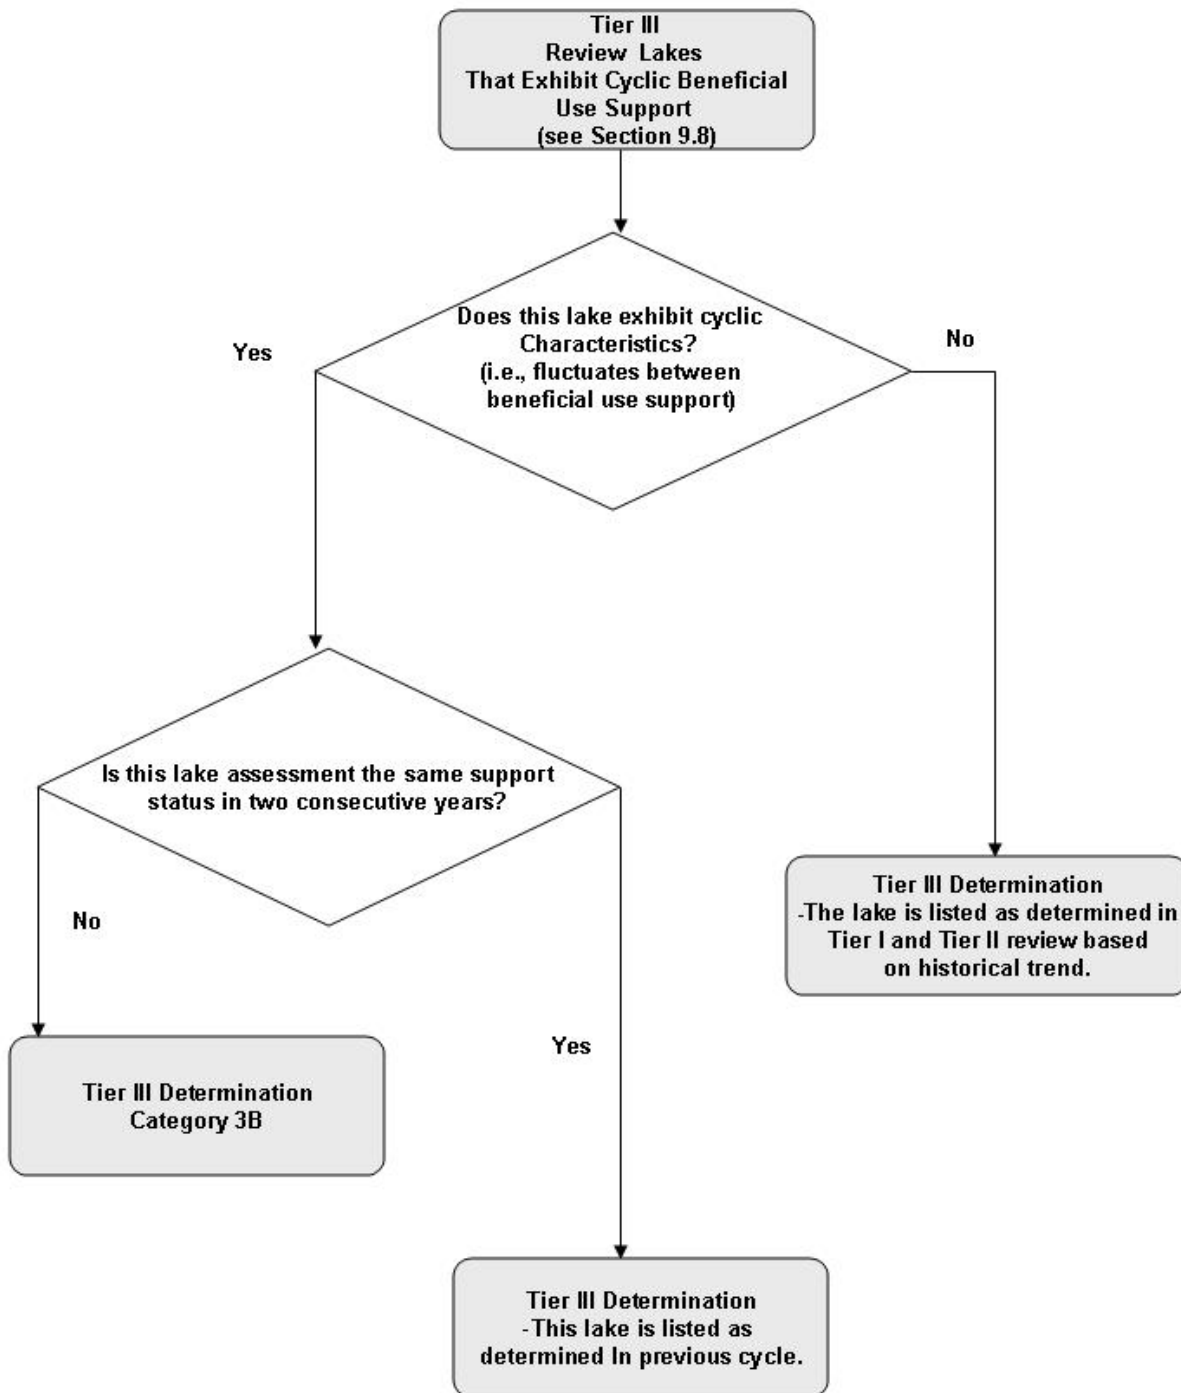 Tier III
Review Lakes
That Exhibit Cyclic Beneficial
Use Support
(see Section 9.8)
Does this lake exhibit cyclic
Characteristics?
(i.e., fluctuates between
beneficial use support)
Yes
No
Is this lake assessment the same support
status in two consecutive years?
Tier III Determination
-The lake is listed as determined in
Tier I and Tier II review based
on historical trend.
No
Yes
Tier III Determination
Category 3B
Tier III Determination
-This lake is listed as
determined In previous cycle.